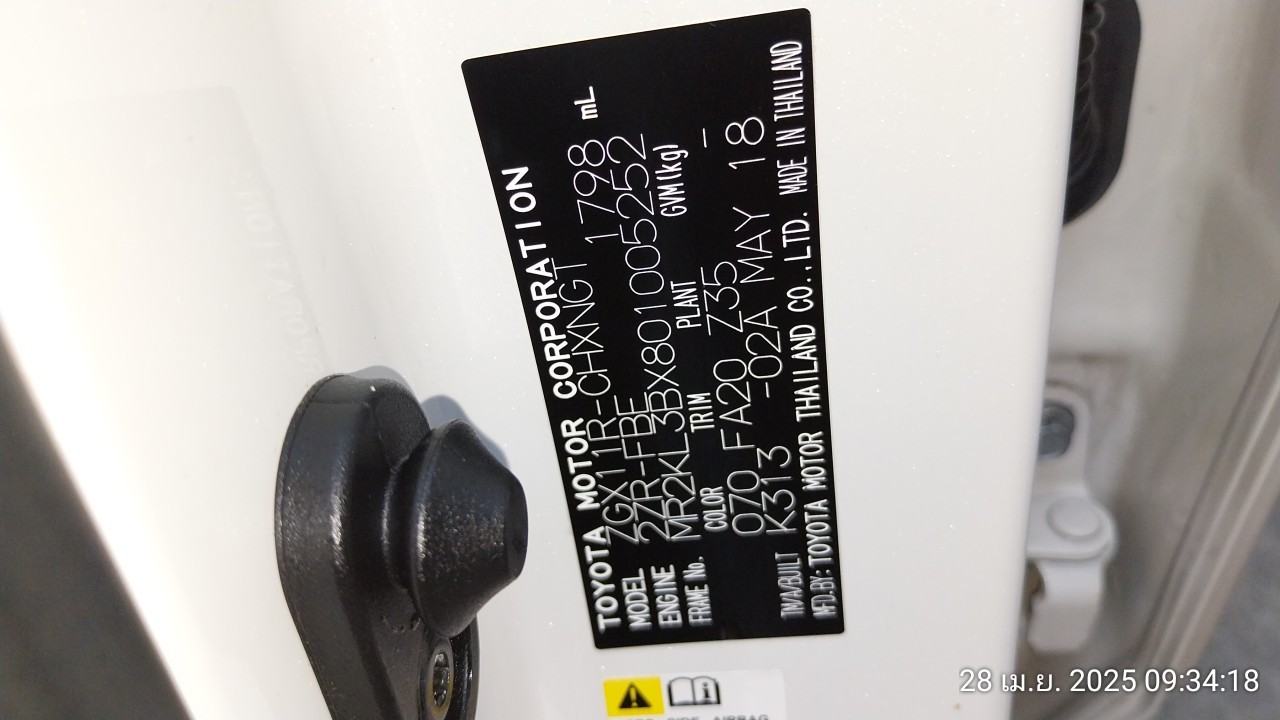 TOYOTA MOTOR CORPORATION
MODEL ZGX11R-CHXNGT 1798 mL
ENGINE 2ZR-FBE
FRAME No. MR2KL3BX801005252
COLOR TRIM PLANT GVM(kg)
070 FA20 Z35 -
T/M/A/BUILT K313 -02A MAY 18
MFD.BY: TOYOTA MOTOR THAILAND CO.,LTD. MADE IN THAILAND
SIDE AIRBAG
28 เม.ย. 2025 09:34:18